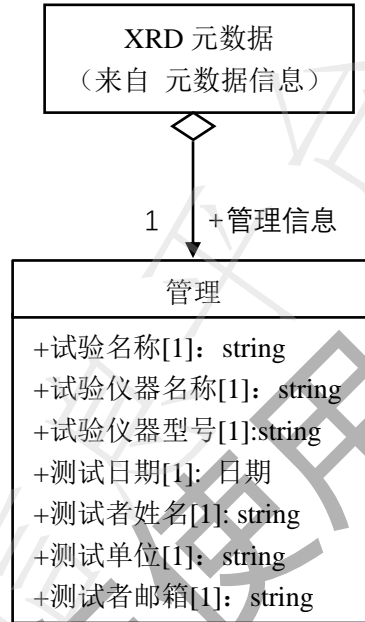 XRD 元数据
（来自 元数据信息）
1 +管理信息
管理
+试验名称[1]：string
+试验仪器名称[1]：string
+试验仪器型号[1]:string
+测试日期[1]: 日期
+测试者姓名[1]: string
+测试单位[1]：string
+测试者邮箱[1]：string
使用